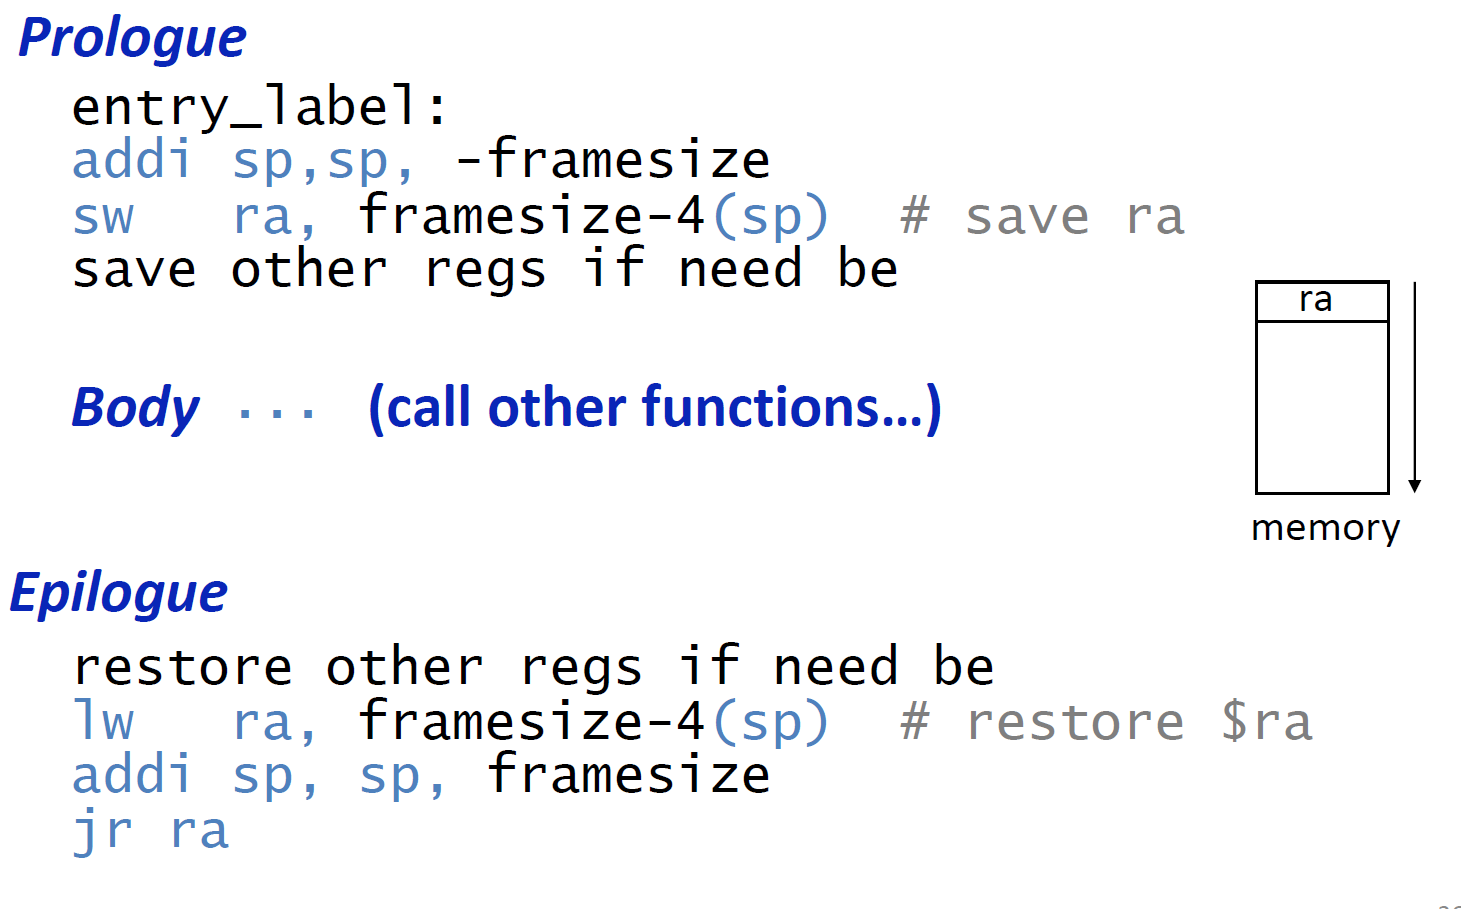 Prologue
entry_label:
addi sp,sp, -framesize
sw ra, framesize-4(sp) # save ra
save other regs if need be
ra
Body ... (call other functions…)
memory
Epilogue
restore other regs if need be
lw ra, framesize-4(sp) # restore $ra
addi sp, sp, framesize
jr ra